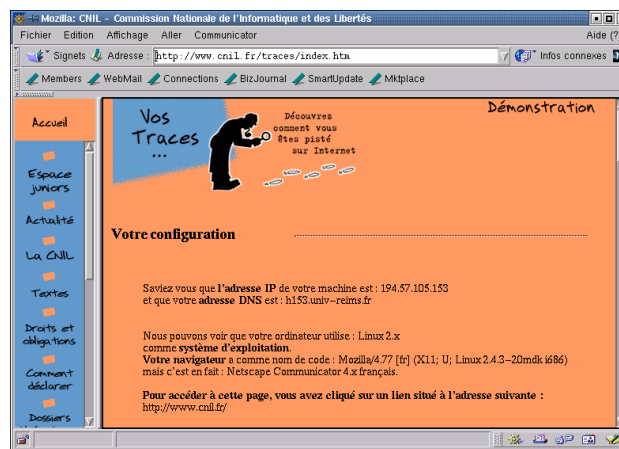 Mozilla: CNIL - Commission Nationale de l'Informatique et des Libertés
Fichier Edition Affichage Aller Communicator Aide (?)
Signets Adresse : http://www.cnil.fr/traces/index.htm Infos connexes
Members WebMail Connections BizJournal SmartUpdate Mktplace
Accueil
Espace
juniors
Actualité
La CNIL
Textes
Droits et
obligations
Comment
déclarer
Dossiers
Vos
Traces
...
Découvrez
comment vous
êtes pisté
sur Internet
Démonstration
Votre configuration
Saviez vous que l'adresse IP de votre machine est : 194.57.105.153
et que votre adresse DNS est : h153.univ-reims.fr
Nous pouvons voir que votre ordinateur utilise : Linux 2.x
comme système d'exploitation.
Votre navigateur a comme nom de code : Mozilla/4.77 [fr] (X11; U; Linux 2.4.3-20mdk i686)
mais c'est en fait : Netscape Communicator 4.x français.
Pour accéder à cette page, vous avez cliqué sur un lien situé à l'adresse suivante :
http://www.cnil.fr/